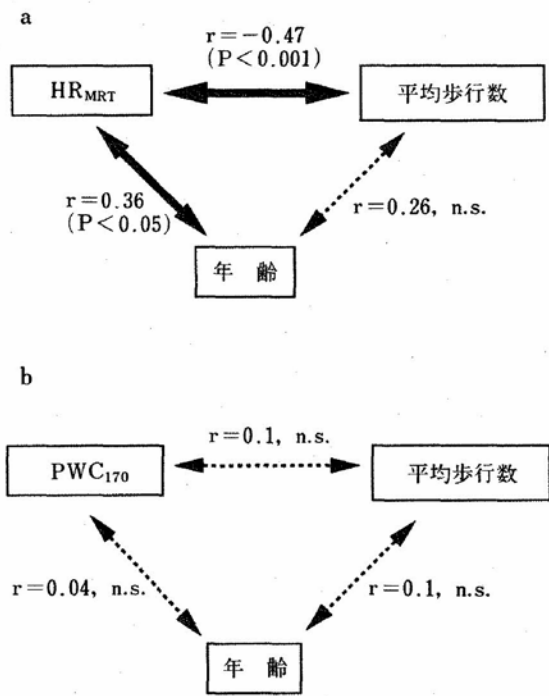 a
r=−0.47
(P<0.001)
HR_MRT
平均歩行数
r=0.36
(P<0.05)
r=0.26, n.s.
年 齢
b
r=0.1, n.s.
PWC_170
平均歩行数
r=0.04, n.s.
r=0.1, n.s.
年 齢